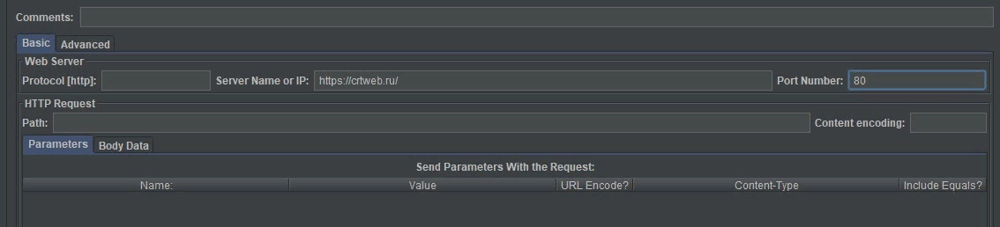 Comments:
Basic Advanced
Web Server
Protocol [http]: Server Name or IP: https://crtweb.ru/ Port Number: 80
HTTP Request
Path: Content encoding:
Parameters Body Data
Send Parameters With the Request:
Name: Value URL Encode? Content-Type Include Equals?